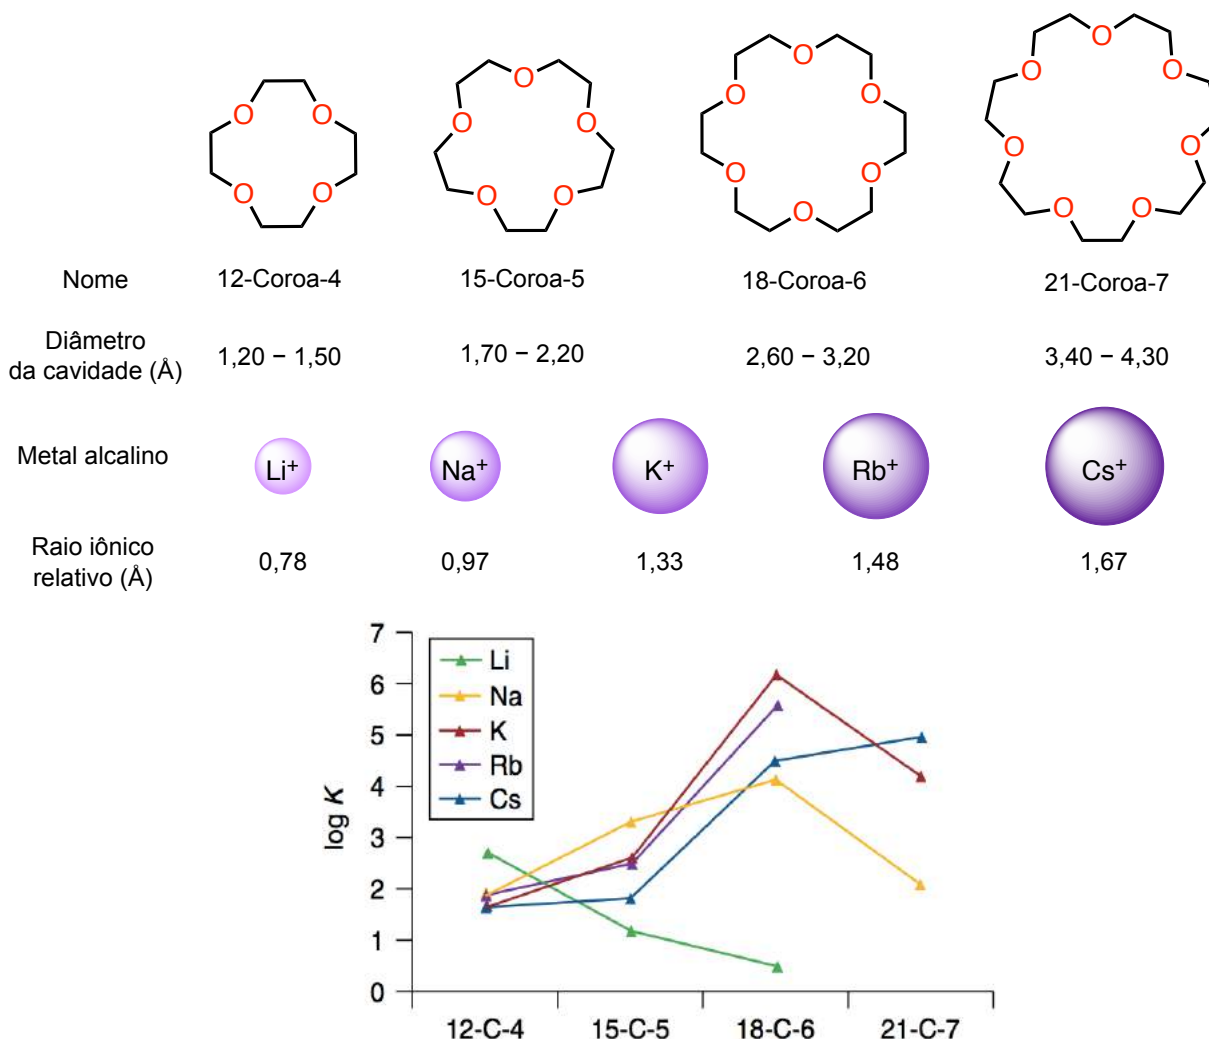 O O O O
O O O O O
O O O O O O
O O O O O O O
Nome 12-Coroa-4 15-Coroa-5 18-Coroa-6 21-Coroa-7
Diâmetro
da cavidade (Å) 1,20 − 1,50 1,70 − 2,20 2,60 − 3,20 3,40 − 4,30
Metal alcalino Li+ Na+ K+ Rb+ Cs+
Raio iônico
relativo (Å) 0,78 0,97 1,33 1,48 1,67
log K
7
6
5
4
3
2
1
0
Li
Na
K
Rb
Cs
12-C-4 15-C-5 18-C-6 21-C-7